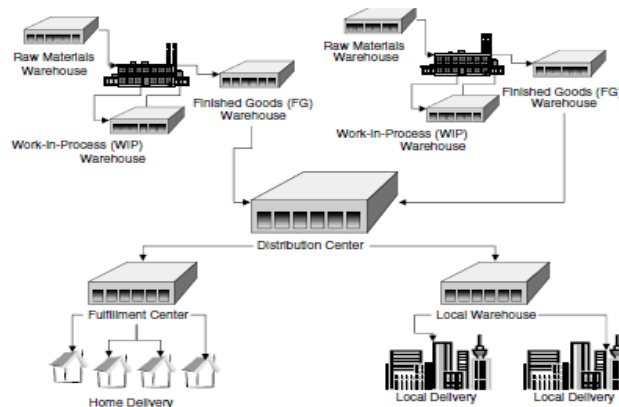 Raw Materials
Warehouse
Finished Goods (FG)
Warehouse
Work-In-Process (WIP)
Warehouse
Raw Materials
Warehouse
Finished Goods (FG)
Warehouse
Work-In-Process (WIP)
Warehouse
Distribution Center
Fulfillment Center
Local Warehouse
Home Delivery
Local Delivery
Local Delivery